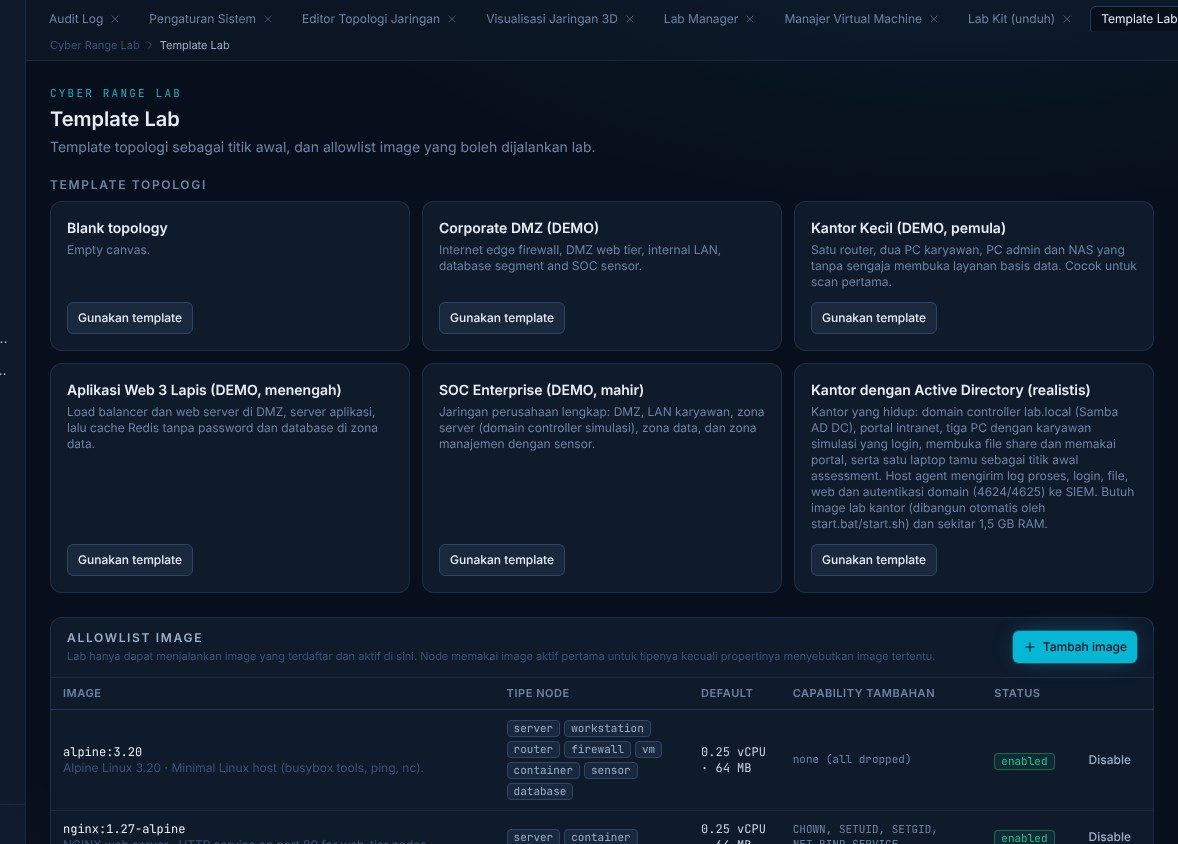 Audit Log × Pengaturan Sistem × Editor Topologi Jaringan × Visualisasi Jaringan 3D × Lab Manager × Manajer Virtual Machine × Lab Kit (unduh) × Template Lab
Cyber Range Lab > Template Lab
CYBER RANGE LAB
Template Lab
Template topologi sebagai titik awal, dan allowlist image yang boleh dijalankan lab.
TEMPLATE TOPOLOGI
Blank topology
Empty canvas.
Gunakan template
Corporate DMZ (DEMO)
Internet edge firewall, DMZ web tier, internal LAN,
database segment and SOC sensor.
Gunakan template
Kantor Kecil (DEMO, pemula)
Satu router, dua PC karyawan, PC admin dan NAS yang
tanpa sengaja membuka layanan basis data. Cocok untuk
scan pertama.
Gunakan template
Aplikasi Web 3 Lapis (DEMO, menengah)
Load balancer dan web server di DMZ, server aplikasi,
lalu cache Redis tanpa password dan database di zona
data.
Gunakan template
SOC Enterprise (DEMO, mahir)
Jaringan perusahaan lengkap: DMZ, LAN karyawan, zona
server (domain controller simulasi), zona data, dan zona
manajemen dengan sensor.
Gunakan template
Kantor dengan Active Directory (realistis)
Kantor yang hidup: domain controller lab.local (Samba
AD DC), portal intranet, tiga PC dengan karyawan
simulasi yang login, membuka file share dan memakai
portal, serta satu laptop tamu sebagai titik awal
assessment. Host agent mengirim log proses, login, file,
web dan autentikasi domain (4624/4625) ke SIEM. Butuh
image lab kantor (dibangun otomatis oleh
start.bat/start.sh) dan sekitar 1,5 GB RAM.
Gunakan template
ALLOWLIST IMAGE
Lab hanya dapat menjalankan image yang terdaftar dan aktif di sini. Node memakai image aktif pertama untuk tipenya kecuali propertinya menyebutkan image tertentu.
+ Tambah image
IMAGE TIPE NODE DEFAULT CAPABILITY TAMBAHAN STATUS
alpine:3.20
Alpine Linux 3.20 · Minimal Linux host (busybox tools, ping, nc).
server workstation
router firewall vm
container sensor
database
0.25 vCPU
· 64 MB
none (all dropped)
enabled
Disable
nginx:1.27-alpine
server container
0.25 vCPU
CHOWN, SETUID, SETGID,
enabled
Disable